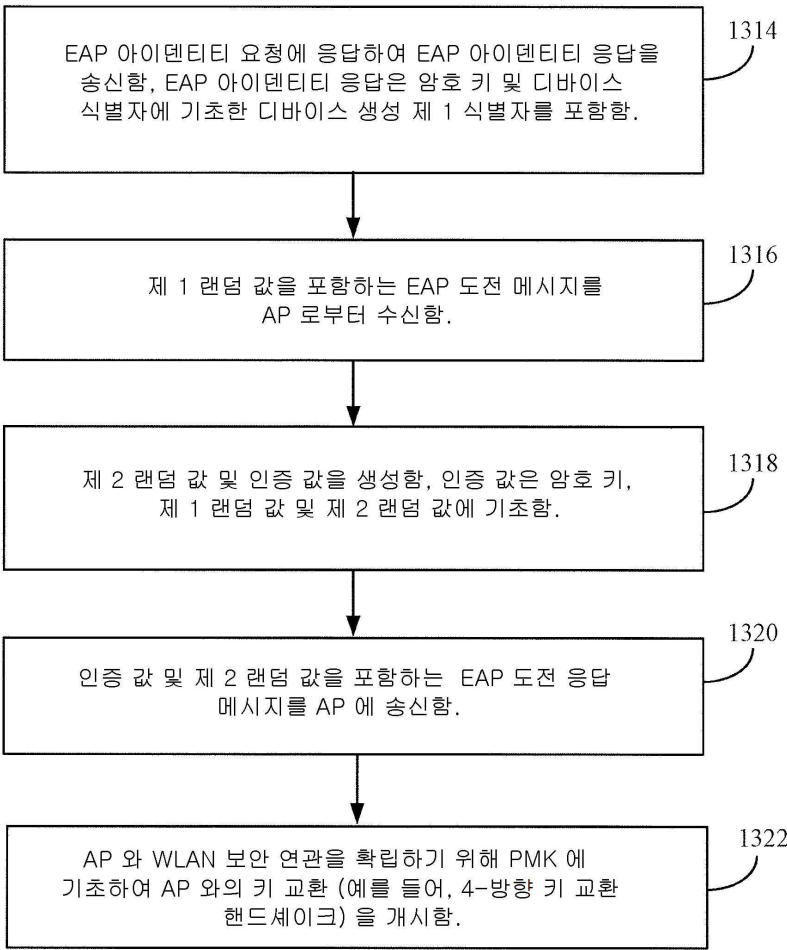 1314
EAP 아이덴티티 요청에 응답하여 EAP 아이덴티티 응답을
송신함, EAP 아이덴티티 응답은 암호 키 및 디바이스
식별자에 기초한 디바이스 생성 제 1 식별자를 포함함.
1316
제 1 랜덤 값을 포함하는 EAP 도전 메시지를
AP 로부터 수신함.
1318
제 2 랜덤 값 및 인증 값을 생성함, 인증 값은 암호 키,
제 1 랜덤 값 및 제 2 랜덤 값에 기초함.
1320
인증 값 및 제 2 랜덤 값을 포함하는 EAP 도전 응답
메시지를 AP 에 송신함.
1322
AP 와 WLAN 보안 연관을 확립하기 위해 PMK 에
기초하여 AP 와의 키 교환 (예를 들어, 4-방향 키 교환
핸드셰이크) 을 개시함.